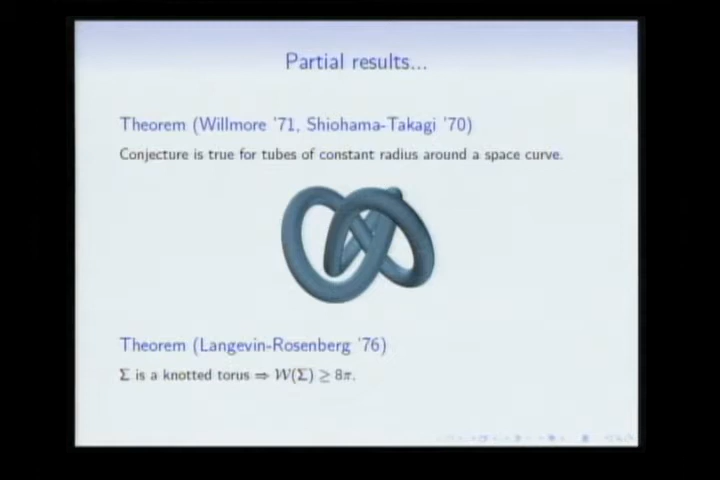 Partial results...
Theorem (Willmore '71, Shiohama-Takagi '70)
Conjecture is true for tubes of constant radius around a space curve.
Theorem (Langevin-Rosenberg '76)
Σ is a knotted torus ⇒ W(Σ) ≥ 8π.